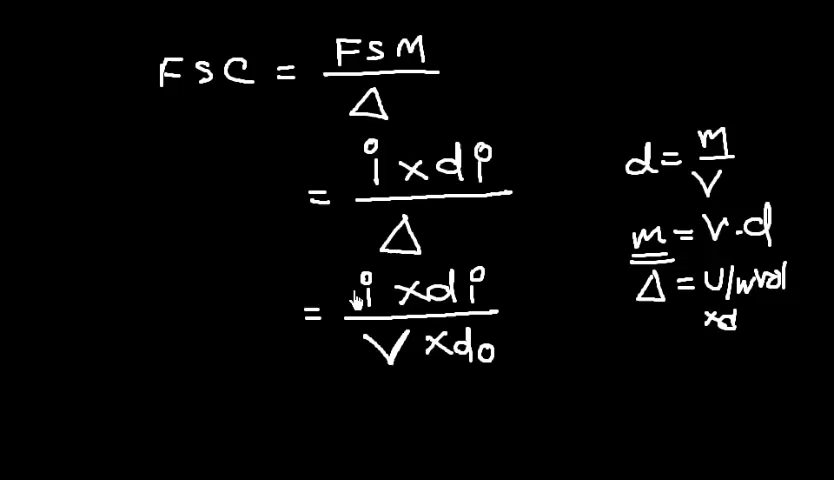 FSC = FSM / Δ
= i x di / Δ
= i x di / V x do
d = m / V
m = V . d
Δ = U/w Vol x d